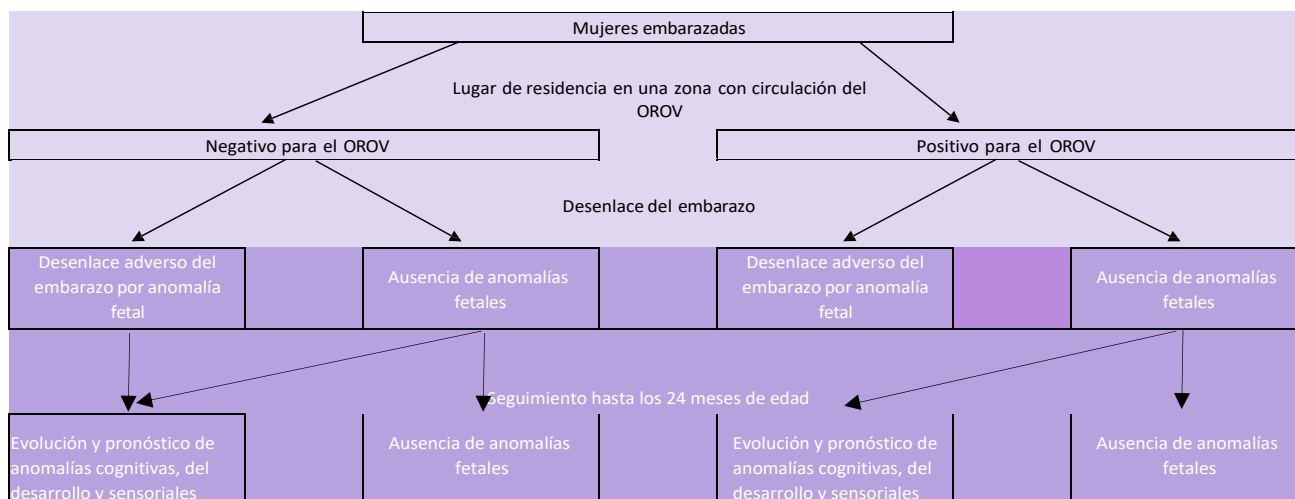 Mujeres embarazadas
Lugar de residencia en una zona con circulación del
OROV
Negativo para el OROV
Positivo para el OROV
Desenlace del embarazo
Desenlace adverso del
embarazo por anomalía
fetal
Ausencia de anomalías
fetales
Desenlace adverso del
embarazo por anomalía
fetal
Ausencia de anomalías
fetales
Seguimiento hasta los 24 meses de edad
Evolución y pronóstico de
anomalías cognitivas, del
desarrollo y sensoriales
Ausencia de anomalías
fetales
Evolución y pronóstico de
anomalías cognitivas, del
desarrollo y sensoriales
Ausencia de anomalías
fetales